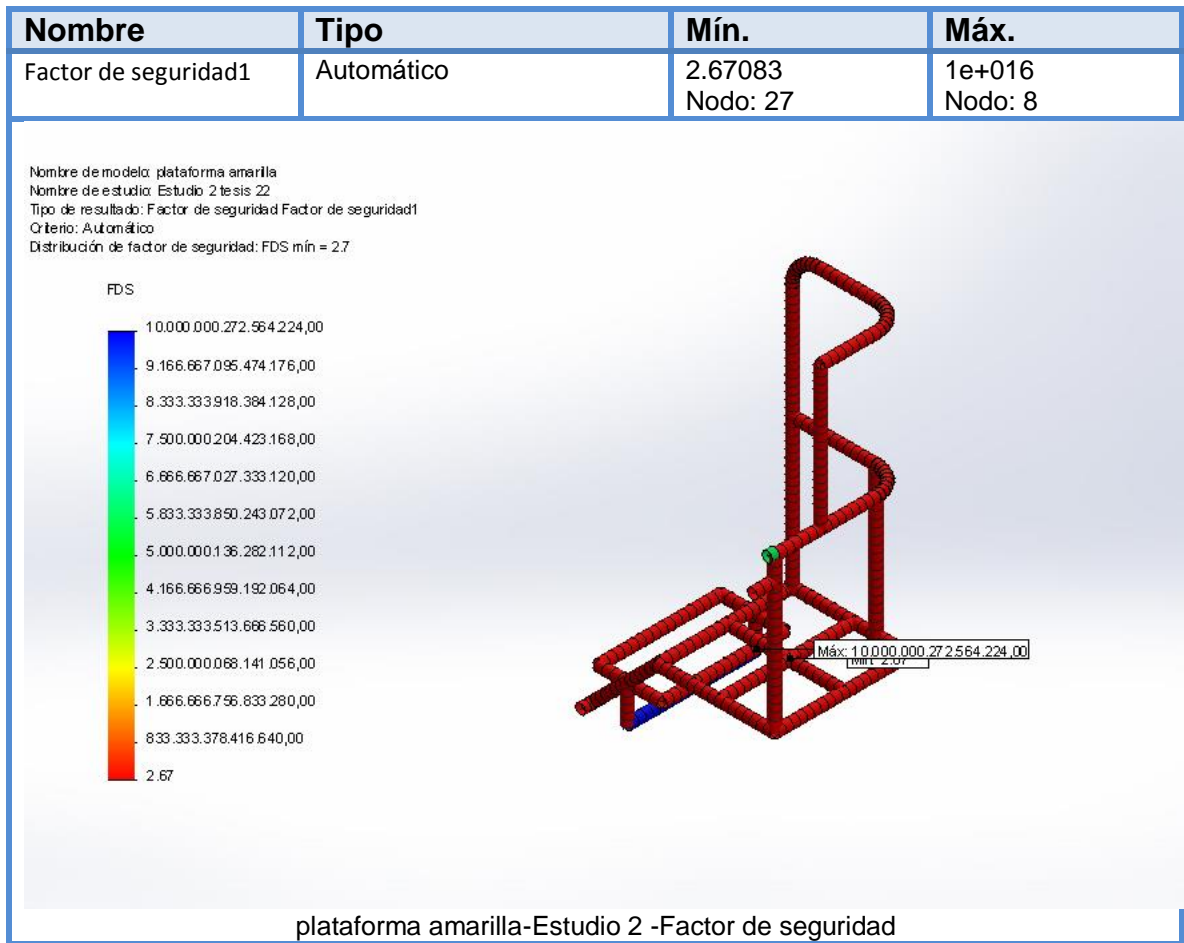 Nombre Tipo Mín. Máx.
Factor de seguridad1 Automático 2.67083 1e+016
Nodo: 27 Nodo: 8
Nombre de modelo: plataforma amarilla
Nombre de estudio: Estudio 2 tesis 22
Tipo de resultado: Factor de seguridad Factor de seguridad1
Criterio: Automático
Distribución de factor de seguridad: FDS mín = 2.7
FDS
10.000.000.272.564.224,00
9.166.667.095.474.176,00
8.333.333.918.384.128,00
7.500.000.204.423.168,00
6.666.667.027.333.120,00
5.833.333.850.243.072,00
5.000.000.136.282.112,00
4.166.666.959.192.064,00
3.333.333.513.666.560,00
2.500.000.068.141.056,00
1.666.666.756.833.280,00
833.333.378.416.640,00
2.67
Máx: 10.000.000.272.564.224,00
Mín: 2.67
plataforma amarilla-Estudio 2 -Factor de seguridad